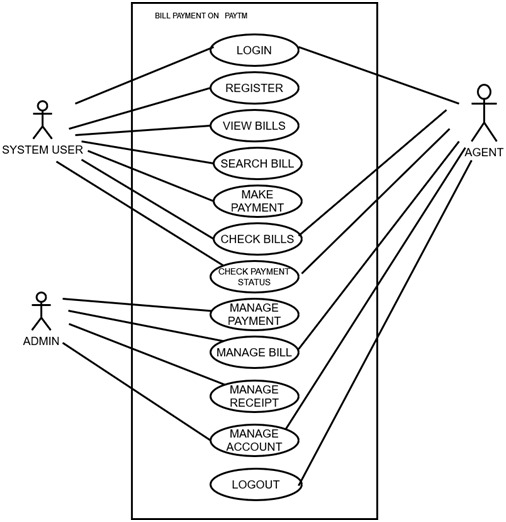 BILL PAYMENT ON PAYTM
LOGIN
REGISTER
VIEW BILLS
SEARCH BILL
MAKE
PAYMENT
CHECK BILLS
CHECK PAYMENT
STATUS
MANAGE
PAYMENT
MANAGE BILL
MANAGE
RECEIPT
MANAGE
ACCOUNT
LOGOUT
SYSTEM USER
ADMIN
AGENT